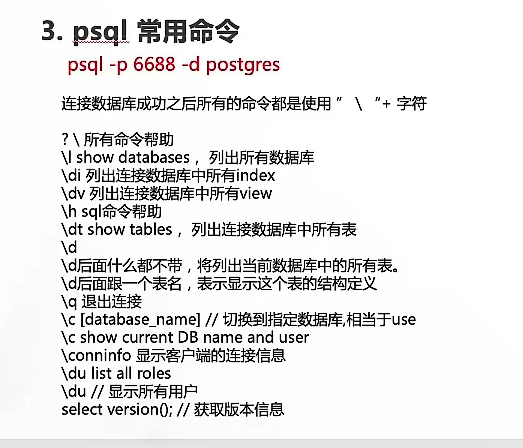 3. psql 常用命令
psql -p 6688 -d postgres
连接数据库成功之后所有的命令都是使用 ” \ “+ 字符
? \ 所有命令帮助
\l show databases ， 列出所有数据库
\di 列出连接数据库中所有index
\dv 列出连接数据库中所有view
\h sql命令帮助
\dt show tables ， 列出连接数据库中所有表
\d
\d后面什么都不带，将列出当前数据库中的所有表。
\d后面跟一个表名，表示显示这个表的结构定义
\q 退出连接
\c [database_name] // 切换到指定数据库,相当于use
\c show current DB name and user
\conninfo 显示客户端的连接信息
\du list all roles
\du // 显示所有用户
select version(); // 获取版本信息